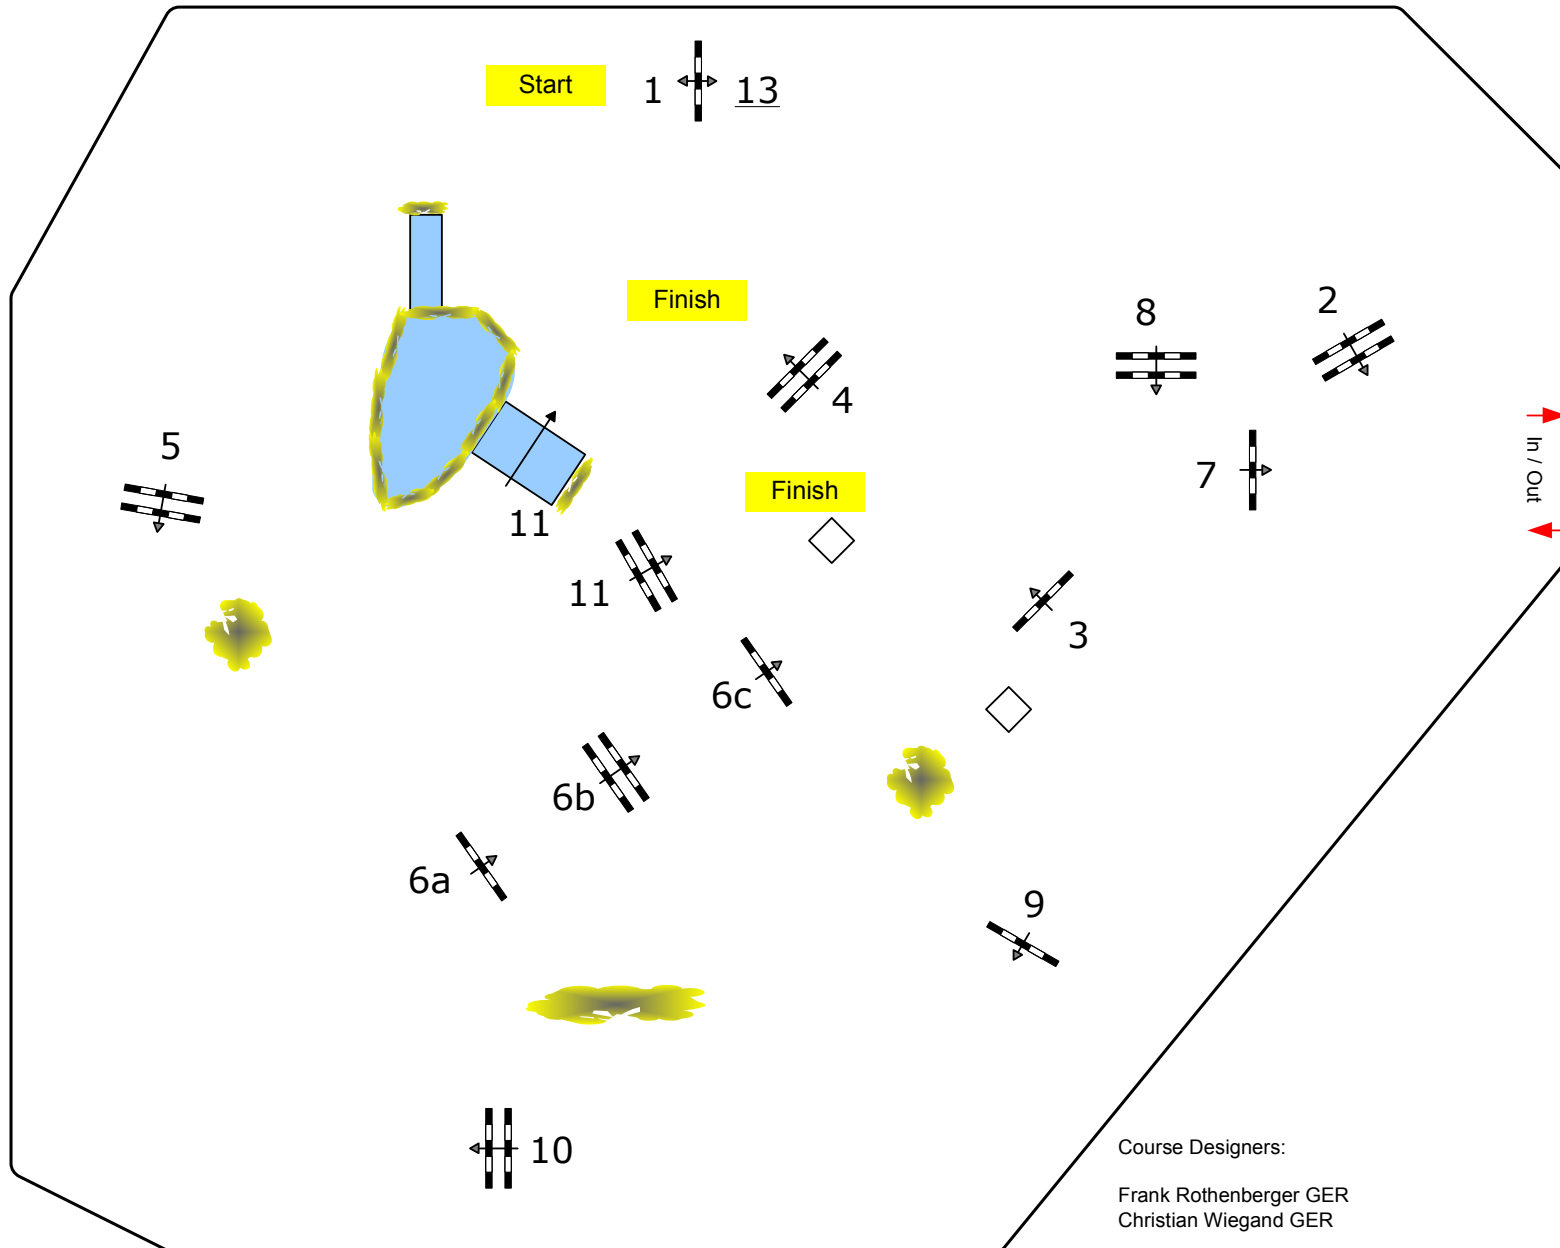 Start
1
13
Finish
8
2
4
5
7
In / Out
Finish
11
11
3
6c
6b
6a
9
10
Course Designers:
Frank Rothenberger GER
Christian Wiegand GER